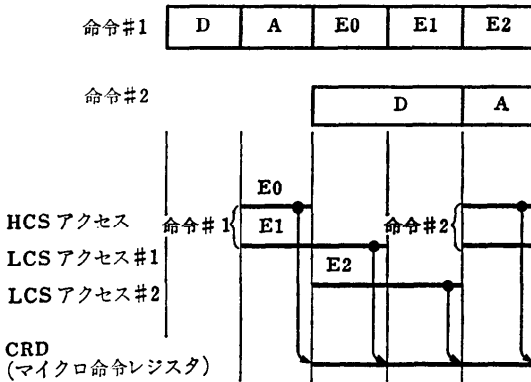 命令#1 D A E0 E1 E2
命令#2 D A
E0
HCS アクセス 命令#1 E1 命令#2
LCS アクセス#1
LCS アクセス#2 E2
CRD
(マイクロ命令レジスタ)